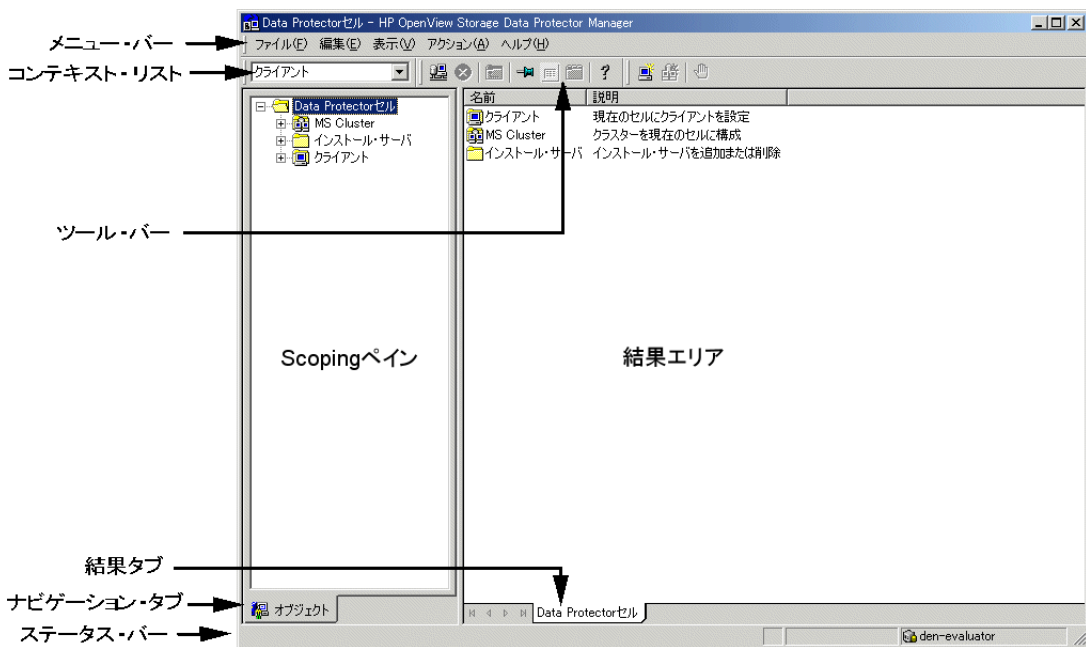 Data Protectorセル - HP OpenView Storage Data Protector Manager
メニュー・バー
ファイル(F) 編集(E) 表示(V) アクション(A) ヘルプ(H)
コンテキスト・リスト
クライアント
Data Protectorセル
MS Cluster
インストール・サーバ
クライアント
名前 説明
クライアント 現在のセルにクライアントを設定
MS Cluster クラスターを現在のセルに構成
インストール・サーバ インストール・サーバを追加または削除
ツール・バー
Scopingペイン
結果エリア
結果タブ
ナビゲーション・タブ
オブジェクト
Data Protectorセル
ステータス・バー
den-evaluator